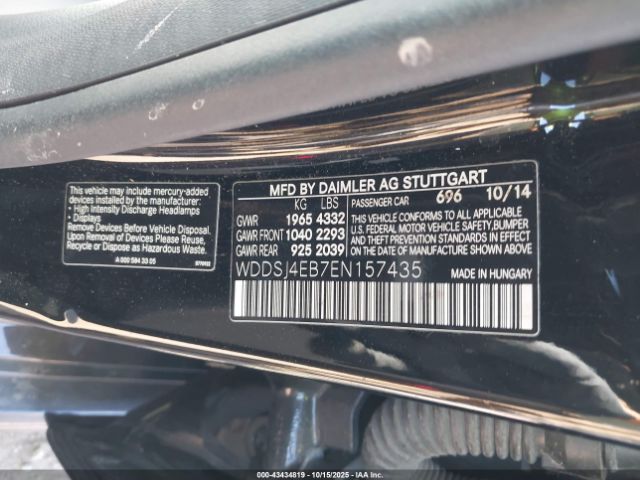 This vehicle may include mercury-added
devices installed by the manufacturer:
- High Intensity Discharge Headlamps
- Displays
Remove Devices Before Vehicle Disposal.
Upon Removal of Devices Please Reuse,
Recycle or Dispose as Hazardous Waste.
A 000 584 33 05
MFD BY DAIMLER AG STUTTGART
KG LBS PASSENGER CAR 696 10/14
GVWR 1965 4332
GAWR FRONT 1040 2293
GAWR REAR 925 2039
THIS VEHICLE CONFORMS TO ALL APPLICABLE
U.S. FEDERAL MOTOR VEHICLE SAFETY, BUMPER
AND THEFT PREVENTION STANDARDS IN EFFECT
ON THE DATE OF MANUFACTURE SHOWN ABOVE.
WDDSJ4EB7EN157435 MADE IN HUNGARY
000-43434819 - 10/15/2025 - IAAI.COM